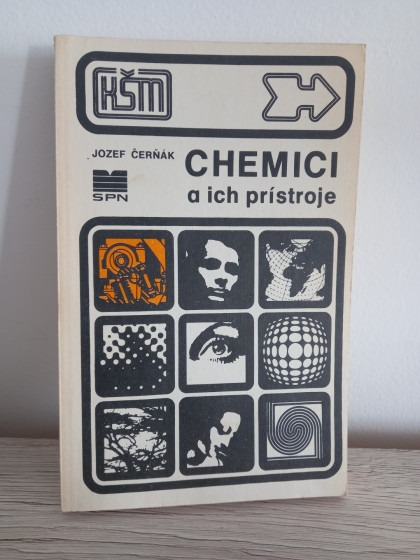 KŠM
JOZEF ČERŇÁK
SPN
CHEMICI
a ich prístroje